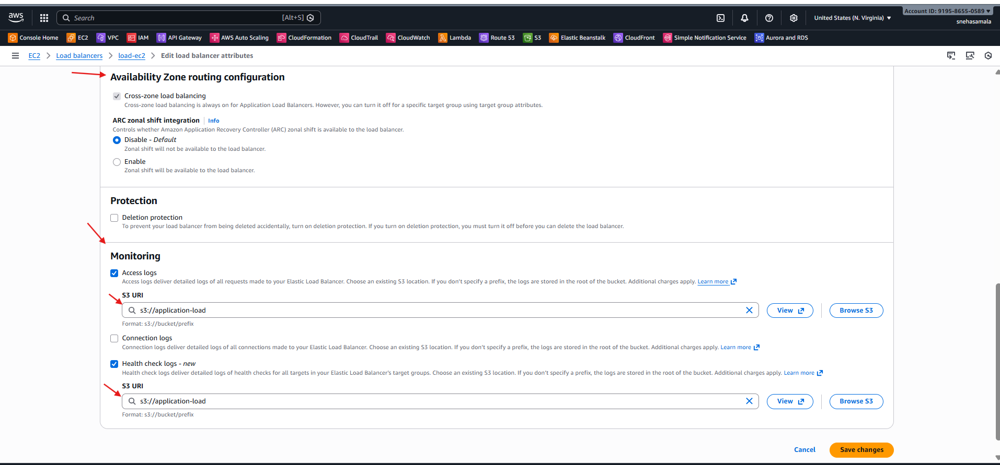 aws
Search
[Alt+S]
United States (N. Virginia) ▼
Account ID: 9195-8655-0589 ▼
snehasamala
Console Home EC2 VPC IAM API Gateway AWS Auto Scaling CloudFormation CloudTrail CloudWatch Lambda Route 53 S3 Elastic Beanstalk CloudFront Simple Notification Service Aurora and RDS
EC2 > Load balancers > load-ec2 > Edit load balancer attributes
Availability Zone routing configuration
Cross-zone load balancing
Cross-zone load balancing is always on for Application Load Balancers. However, you can turn it off for a specific target group using target group attributes.
ARC zonal shift integration | Info
Controls whether Amazon Application Recovery Controller (ARC) zonal shift is available to the load balancer.
Disable - Default
Zonal shift will not be available to the load balancer.
Enable
Zonal shift will be available to the load balancer.
Protection
Deletion protection
To prevent your load balancer from being deleted accidentally, turn on deletion protection. If you turn on deletion protection, you must turn it off before you can delete the load balancer.
Monitoring
Access logs
Access logs deliver detailed logs of all requests made to your Elastic Load Balancer. Choose an existing S3 location. If you don't specify a prefix, the logs are stored in the root of the bucket. Additional charges apply. Learn more
S3 URI
s3://application-load
View
Browse S3
Format: s3://bucket/prefix
Connection logs
Connection logs deliver detailed logs of all connections made to your Elastic Load Balancer. Choose an existing S3 location. If you don't specify a prefix, the logs are stored in the root of the bucket. Additional charges apply. Learn more
Health check logs - new
Health check logs deliver detailed logs of health checks for all targets in your Elastic Load Balancer's target groups. Choose an existing S3 location. If you don't specify a prefix, the logs are stored in the root of the bucket. Additional charges apply. Learn more
S3 URI
s3://application-load
View
Browse S3
Format: s3://bucket/prefix
Cancel
Save changes